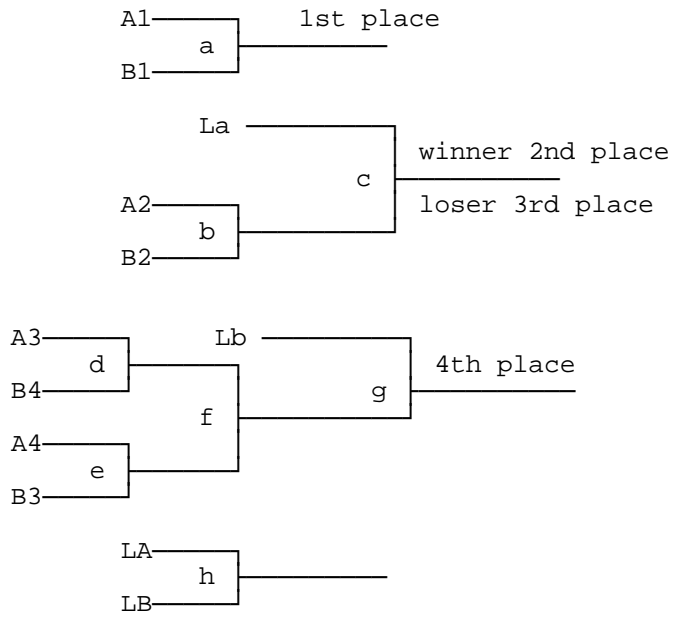 A1 1st place
a
B1
La
winner 2nd place
c
A2 loser 3rd place
b
B2
A3 Lb
d 4th place
B4 g
f
A4
e
B3
LA
h
LB